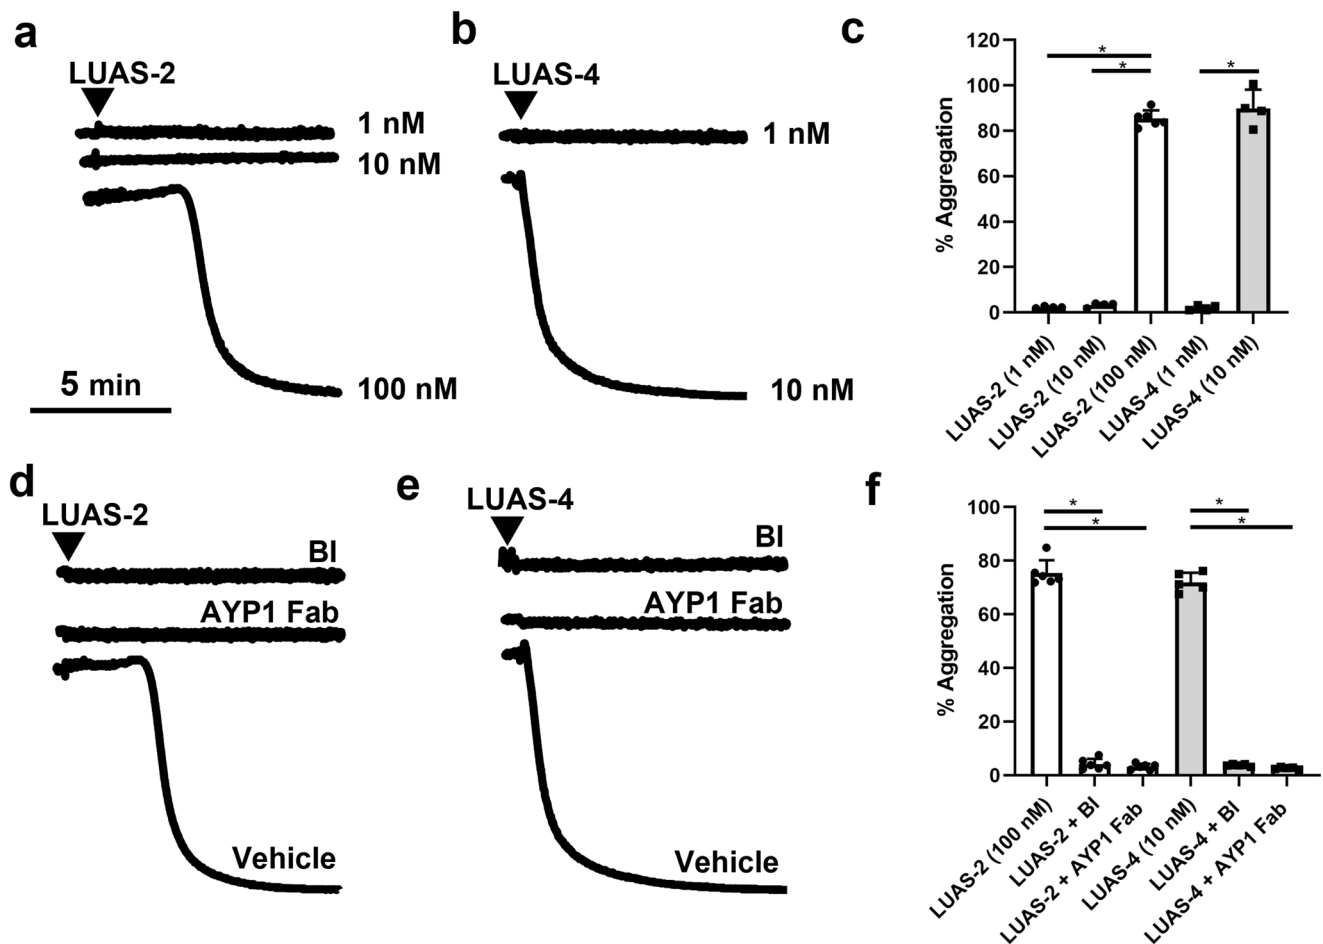 a
LUAS-2
1 nM
10 nM
100 nM
5 min
b
LUAS-4
1 nM
10 nM
c
% Aggregation
120
100
80
60
40
20
0
*
*
*
LUAS-2 (1 nM)
LUAS-2 (10 nM)
LUAS-2 (100 nM)
LUAS-4 (1 nM)
LUAS-4 (10 nM)
d
LUAS-2
BI
AYP1 Fab
Vehicle
e
LUAS-4
BI
AYP1 Fab
Vehicle
f
% Aggregation
100
80
60
40
20
0
*
*
*
*
LUAS-2 (100 nM)
LUAS-2 + BI
LUAS-2 + AYP1 Fab
LUAS-4 (10 nM)
LUAS-4 + BI
LUAS-4 + AYP1 Fab